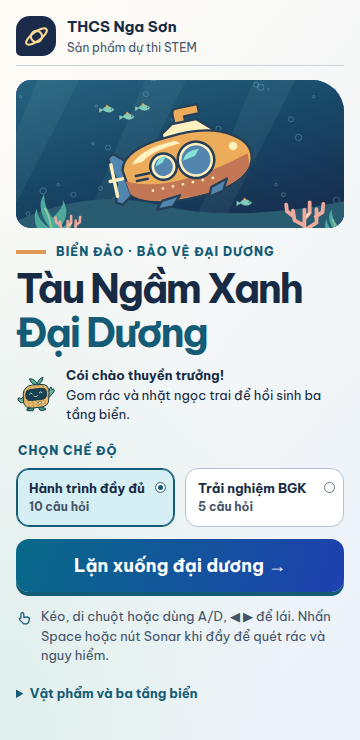 THCS Nga Sơn
Sản phẩm dự thi STEM
BIỂN ĐẢO · BẢO VỆ ĐẠI DƯƠNG
Tàu Ngầm Xanh
Đại Dương
Cói chào thuyền trưởng!
Gom rác và nhặt ngọc trai để hồi sinh ba
tầng biển.
CHỌN CHẾ ĐỘ
Hành trình đầy đủ
10 câu hỏi
Trải nghiệm BGK
5 câu hỏi
Lặn xuống đại dương →
Kéo, di chuột hoặc dùng A/D, ◀ ▶ để lái. Nhấn
Space hoặc nút Sonar khi đầy để quét rác và
nguy hiểm.
▶ Vật phẩm và ba tầng biển